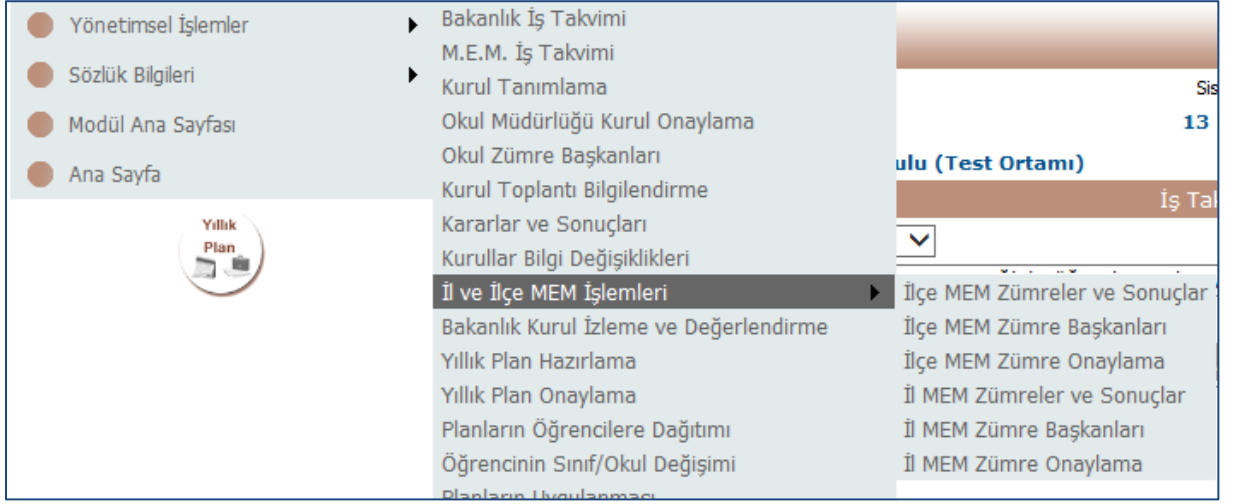 Yönetimsel İşlemler
Sözlük Bilgileri
Modül Ana Sayfası
Ana Sayfa
Yıllık
Plan
Bakanlık İş Takvimi
M.E.M. İş Takvimi
Kurul Tanımlama
Okul Müdürlüğü Kurul Onaylama
Okul Zümre Başkanları
Kurul Toplantı Bilgilendirme
Kararlar ve Sonuçları
Kurullar Bilgi Değişiklikleri
İl ve İlçe MEM İşlemleri
Bakanlık Kurul İzleme ve Değerlendirme
Yıllık Plan Hazırlama
Yıllık Plan Onaylama
Planların Öğrencilere Dağıtımı
Öğrencinin Sınıf/Okul Değişimi
Planların Uygulanması
Sis
13
ulu (Test Ortamı)
İş Tak
İlçe MEM Zümreler ve Sonuçlar
İlçe MEM Zümre Başkanları
İlçe MEM Zümre Onaylama
İl MEM Zümreler ve Sonuçlar
İl MEM Zümre Başkanları
İl MEM Zümre Onaylama